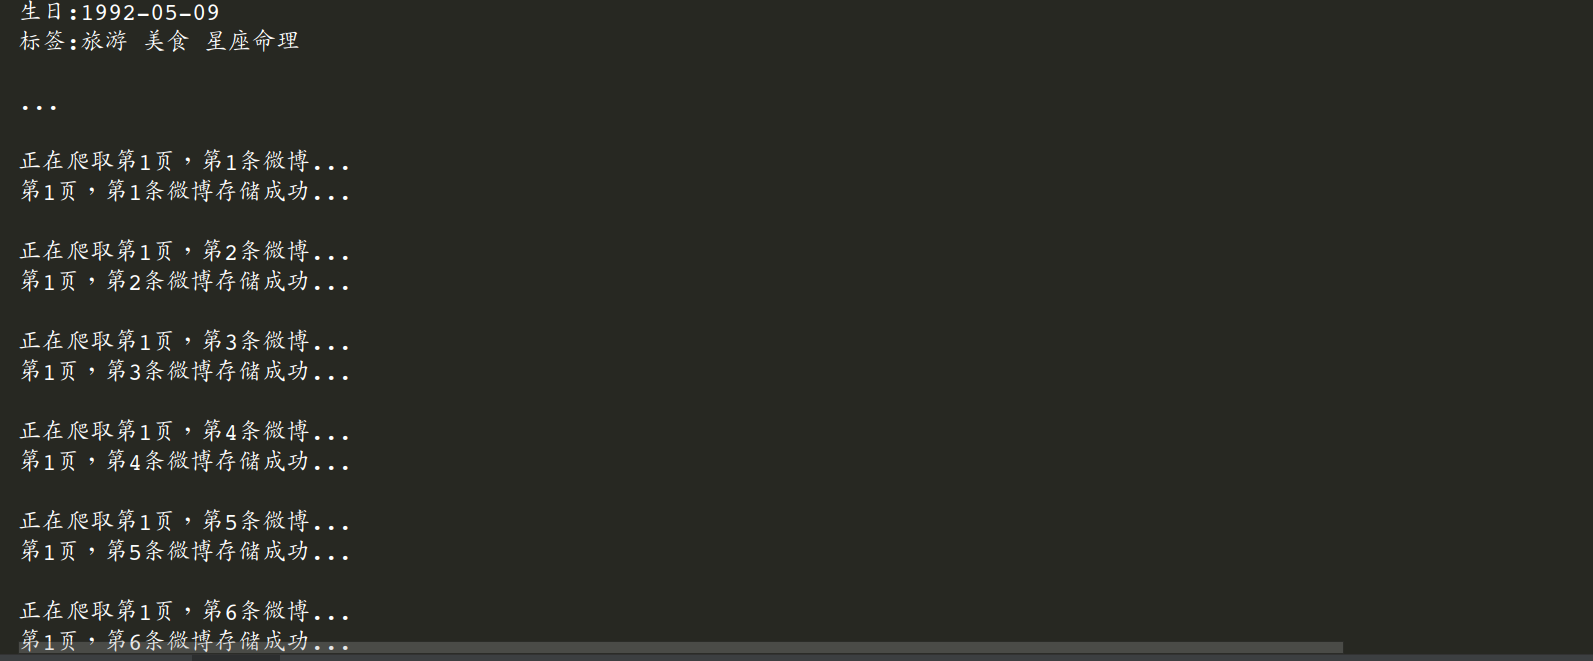 生日:1992-05-09
标签:旅游 美食 星座命理
...
正在爬取第1页，第1条微博...
第1页，第1条微博存储成功...
正在爬取第1页，第2条微博...
第1页，第2条微博存储成功...
正在爬取第1页，第3条微博...
第1页，第3条微博存储成功...
正在爬取第1页，第4条微博...
第1页，第4条微博存储成功...
正在爬取第1页，第5条微博...
第1页，第5条微博存储成功...
正在爬取第1页，第6条微博...
第1页，第6条微博存储成功...